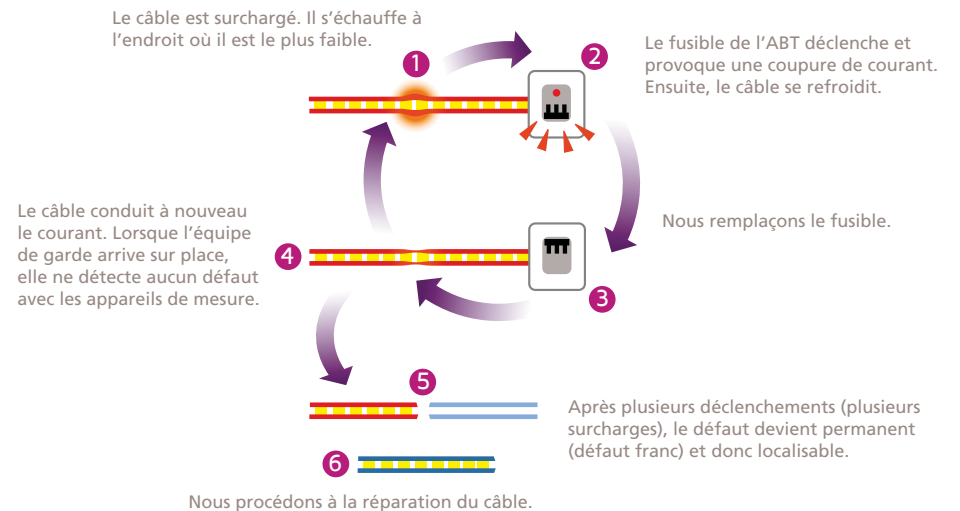 Le câble est surchargé. Il s'échauffe à
l'endroit où il est le plus faible.
1
2
Le fusible de l'ABT déclenche et
provoque une coupure de courant.
Ensuite, le câble se refroidit.
Nous remplaçons le fusible.
3
Le câble conduit à nouveau
le courant. Lorsque l'équipe
de garde arrive sur place,
elle ne détecte aucun défaut
avec les appareils de mesure.
4
5
Après plusieurs déclenchements (plusieurs
surcharges), le défaut devient permanent
(défaut franc) et donc localisable.
6
Nous procédons à la réparation du câble.